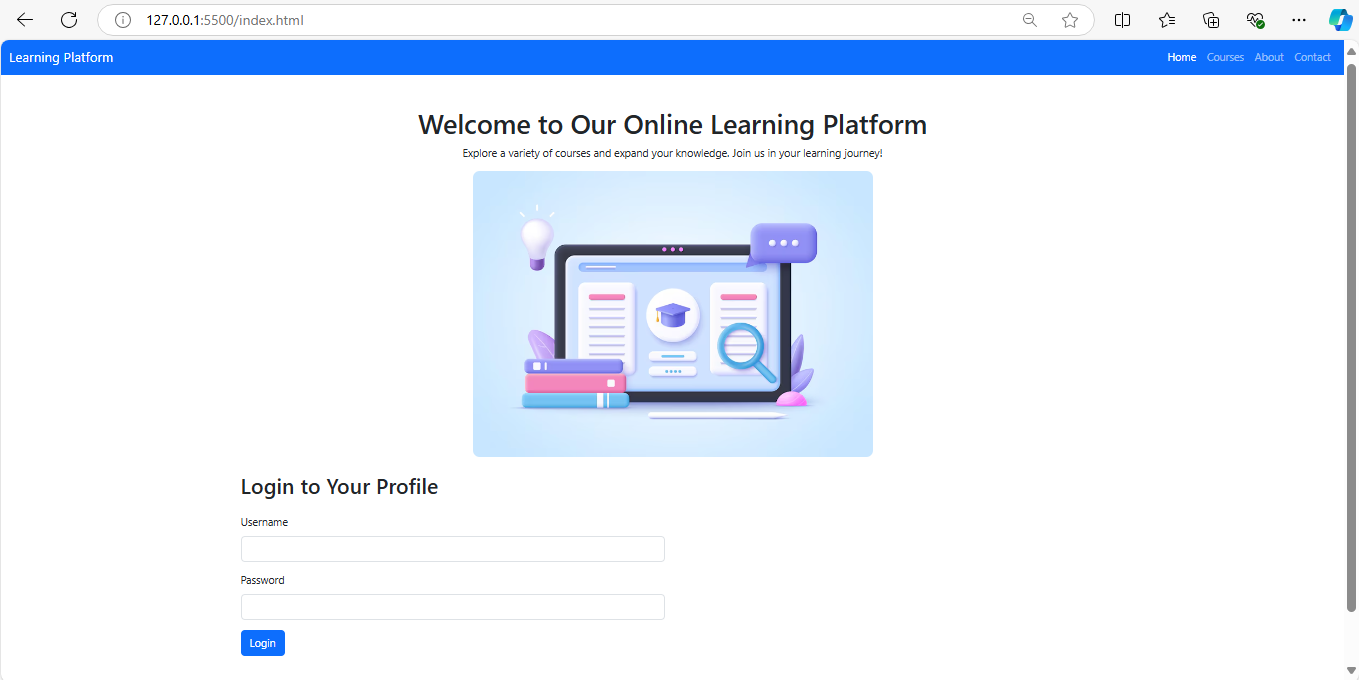 127.0.0.1:5500/index.html
Learning Platform
Home Courses About Contact
Welcome to Our Online Learning Platform
Explore a variety of courses and expand your knowledge. Join us in your learning journey!
Login to Your Profile
Username
Password
Login